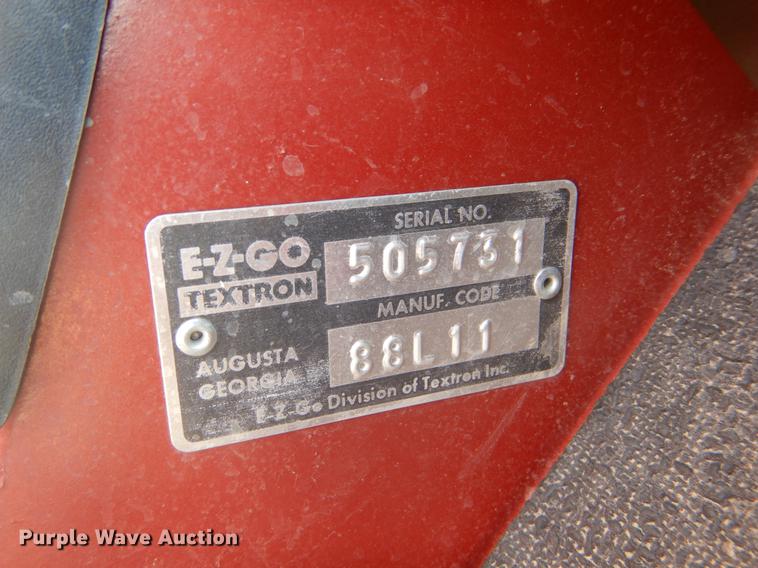 SERIAL NO.
E-Z-GO 505731
TEXTRON
MANUF. CODE
AUGUSTA 88L11
GEORGIA
E-Z-Go Division of Textron Inc.
Purple Wave Auction